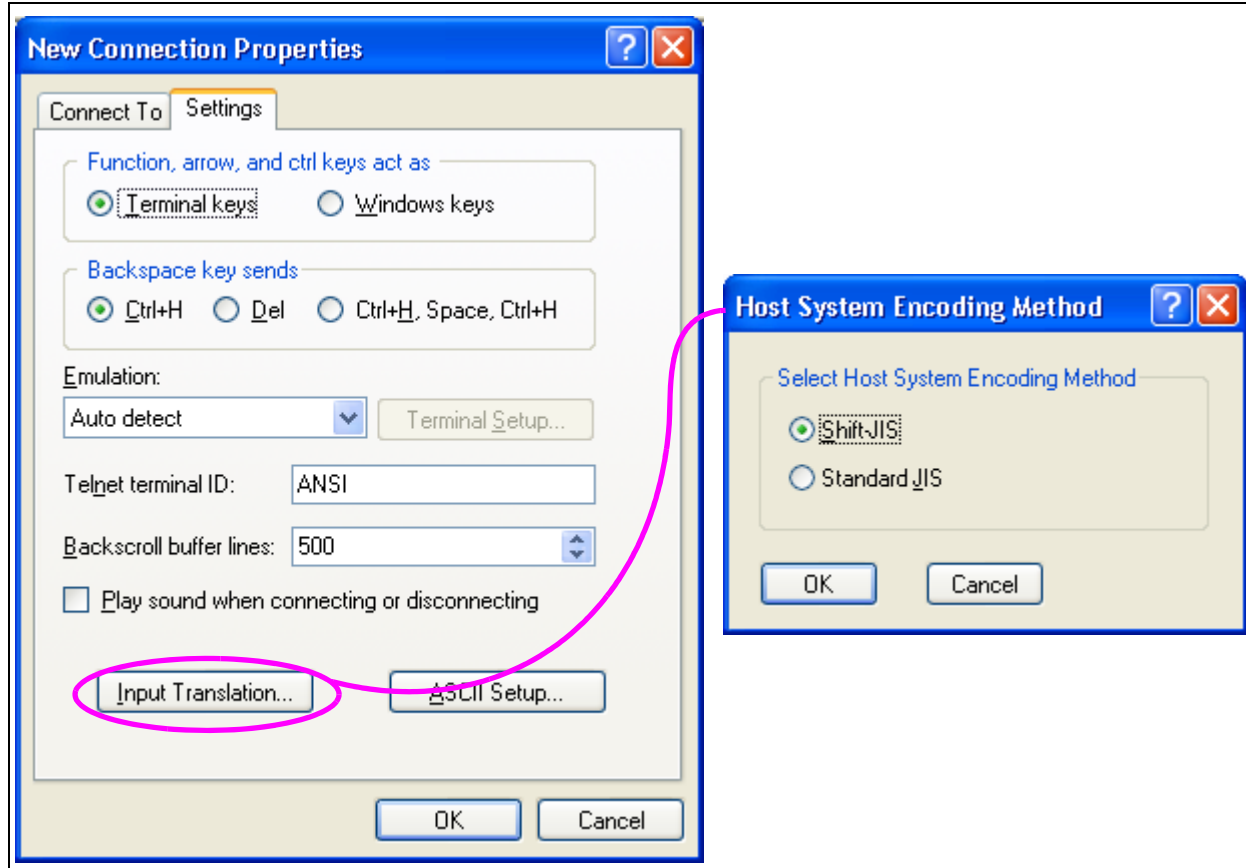 New Connection Properties
Connect To Settings
Function, arrow, and ctrl keys act as
Terminal keys Windows keys
Backspace key sends
Ctrl+H Del Ctrl+H, Space, Ctrl+H
Emulation:
Auto detect Terminal Setup...
Telnet terminal ID: ANSI
Backscroll buffer lines: 500
Play sound when connecting or disconnecting
Input Translation... ASCII Setup...
OK Cancel
Host System Encoding Method
Select Host System Encoding Method
Shift-JIS
Standard JIS
OK Cancel